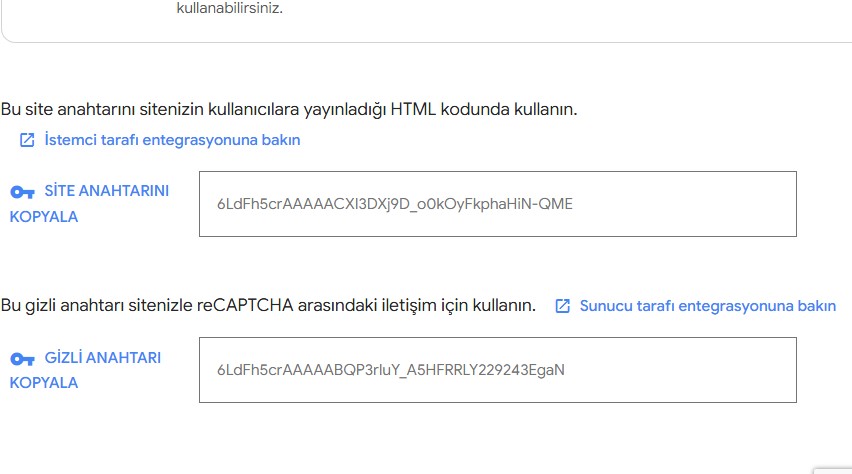 kullanabilirsiniz.
Bu site anahtarını sitenizin kullanıcılara yayınladığı HTML kodunda kullanın.
İstemci tarafı entegrasyonuna bakın
SİTE ANAHTARINI
KOPYALA
6LdFh5crAAAAACXI3DXj9D_o0kOyFkphaHiN-QME
Bu gizli anahtarı sitenizle reCAPTCHA arasındaki iletişim için kullanın.
Sunucu tarafı entegrasyonuna bakın
GİZLİ ANAHTARI
KOPYALA
6LdFh5crAAAAABQP3rIuY_A5HFRRLY229243EgaN